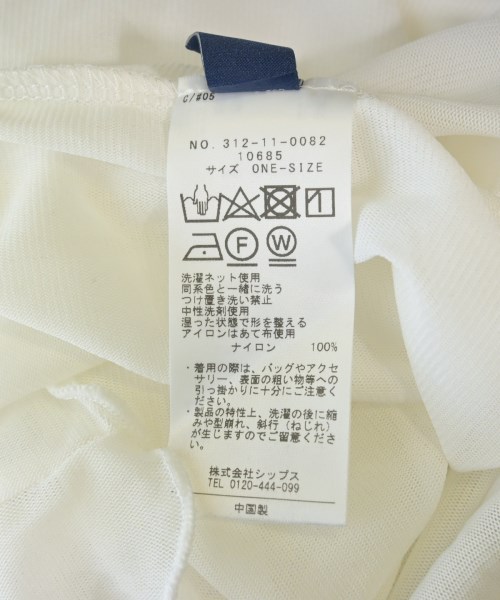 C/#05
NO. 312-11-0082
10685
サイズ ONE-SIZE
F W
洗濯ネット使用
同系色と一緒に洗う
つけ置き洗い禁止
中性洗剤使用
湿った状態で形を整える
アイロンはあて布使用
ナイロン 100%
・着用の際は、バッグやアクセ
サリー、表面の粗い物等への
引っ掛かりに十分にご注意く
ださい。
・製品の特性上、洗濯の後に縮
みや型崩れ、斜行(ねじれ)
が生じますのでご留意くださ
い。
株式会社シップス
TEL 0120-444-099
中国製